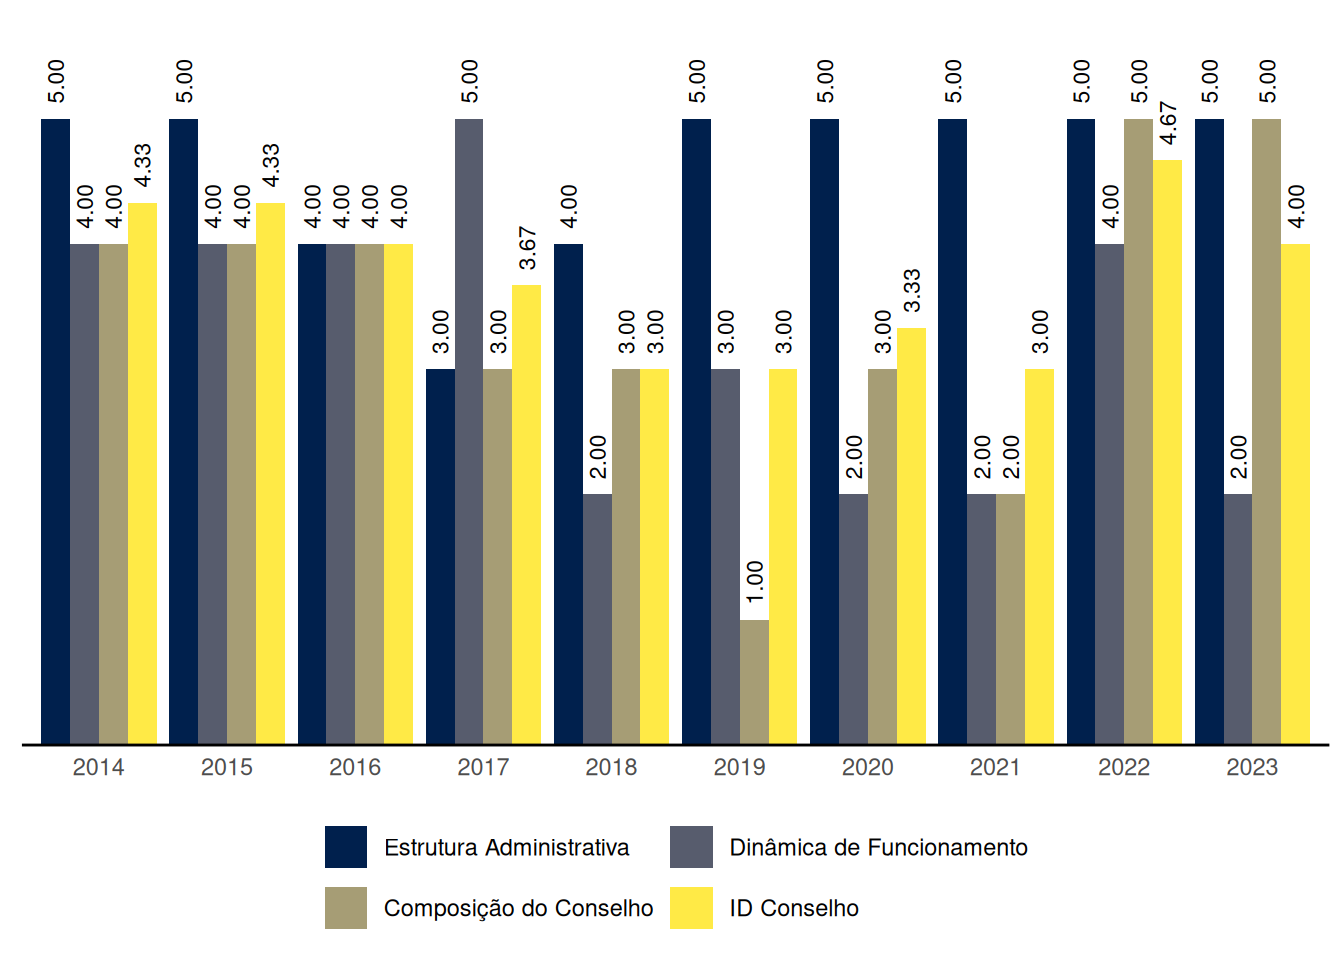 5.00 4.00 4.00 4.33 5.00 4.00 4.00 4.33 4.00 4.00 4.00 4.00 3.00 5.00 3.00 3.67 4.00 2.00 3.00 3.00 5.00 3.00 1.00 3.00 5.00 2.00 3.00 3.33 5.00 2.00 2.00 3.00 5.00 4.00 5.00 4.67 5.00 2.00 5.00 4.00
2014 2015 2016 2017 2018 2019 2020 2021 2022 2023
Estrutura Administrativa Dinâmica de Funcionamento
Composição do Conselho ID Conselho